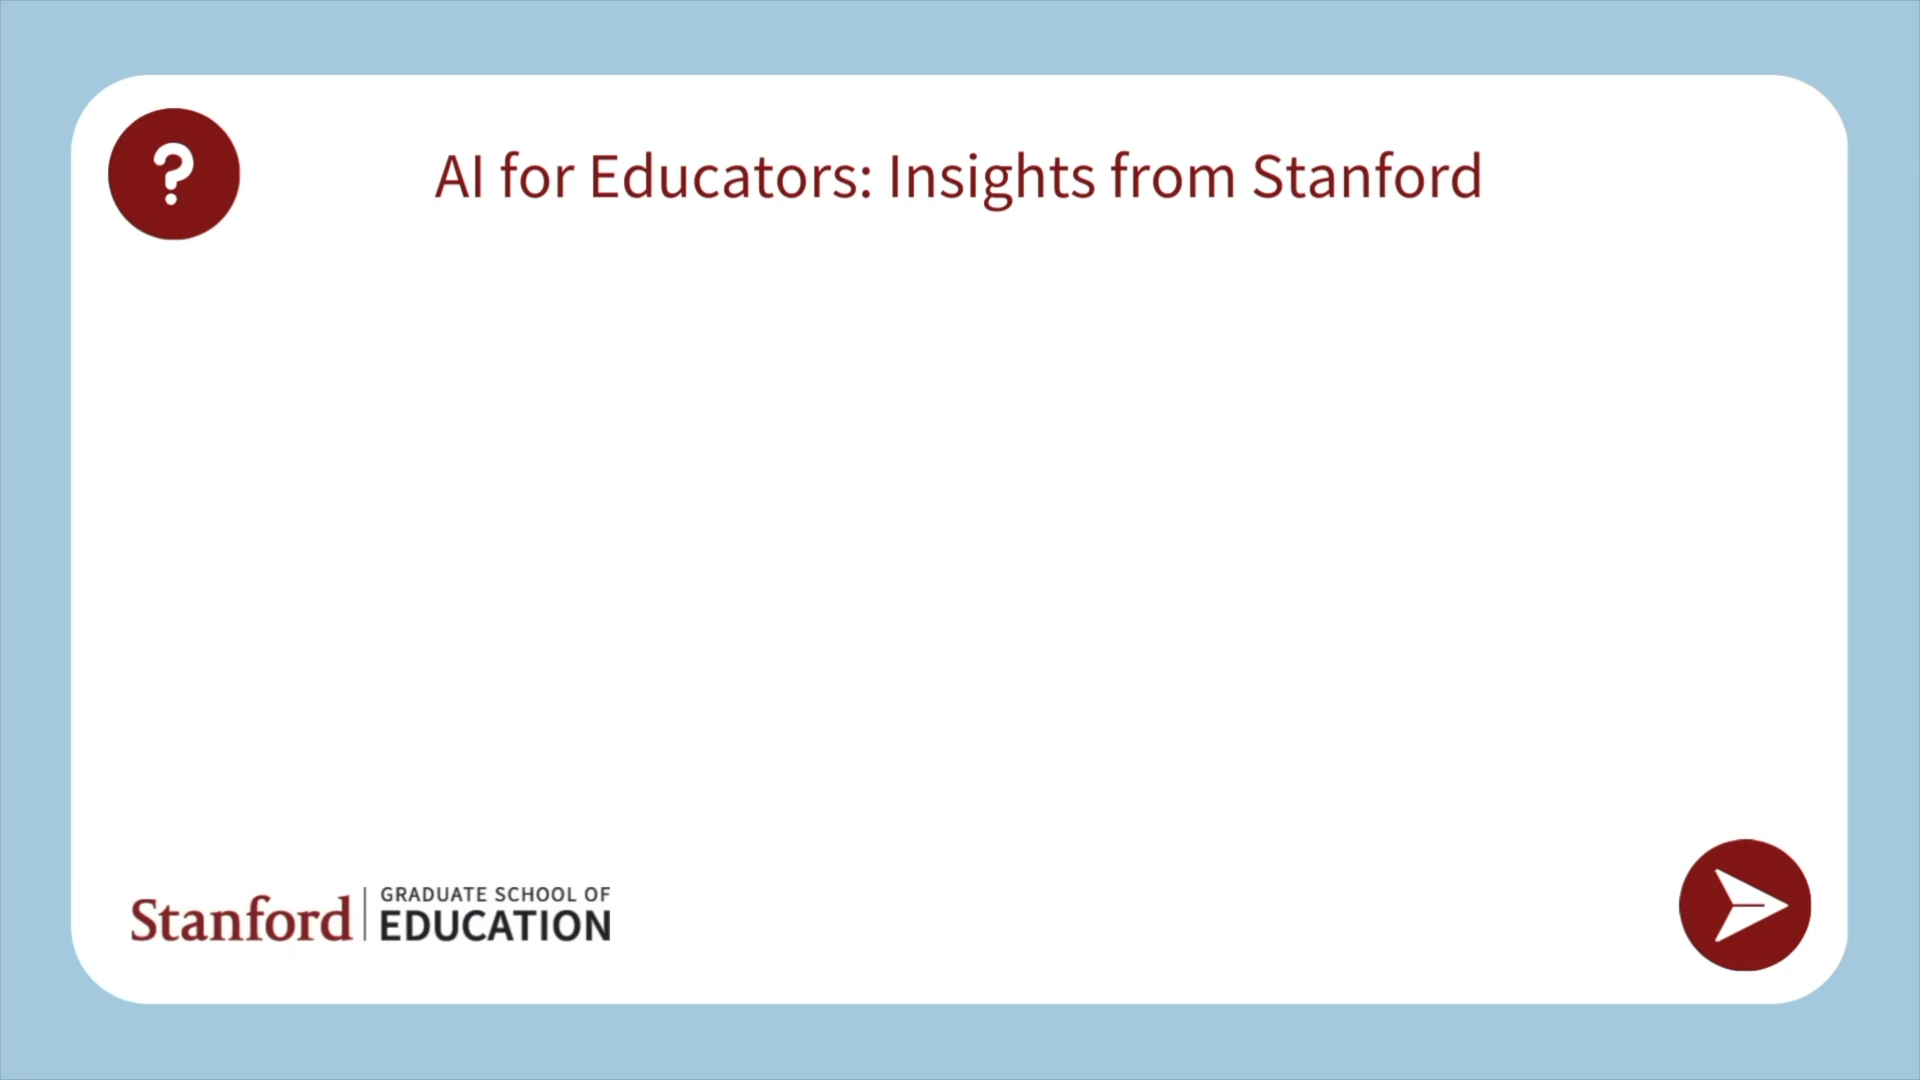 ?
AI for Educators: Insights from Stanford
Stanford
GRADUATE SCHOOL OF
EDUCATION